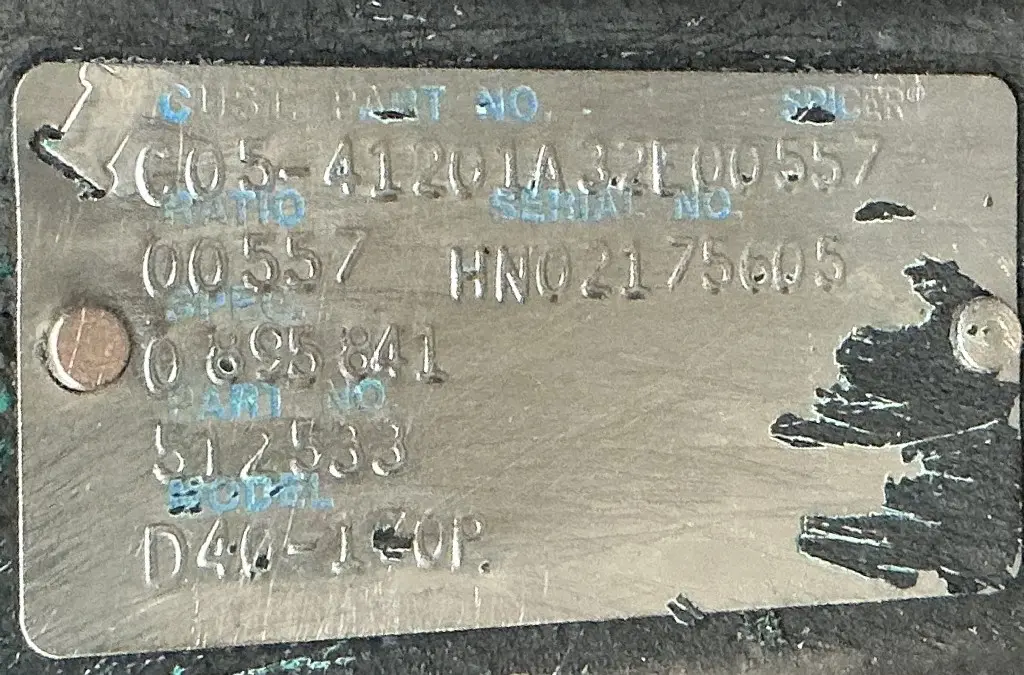 CUST. PART NO. SPICER®
C05-41201A32E00557
RATIO SERIAL NO.
00557 HN02175605
SPEC.
0895841
PART NO.
512533
MODEL